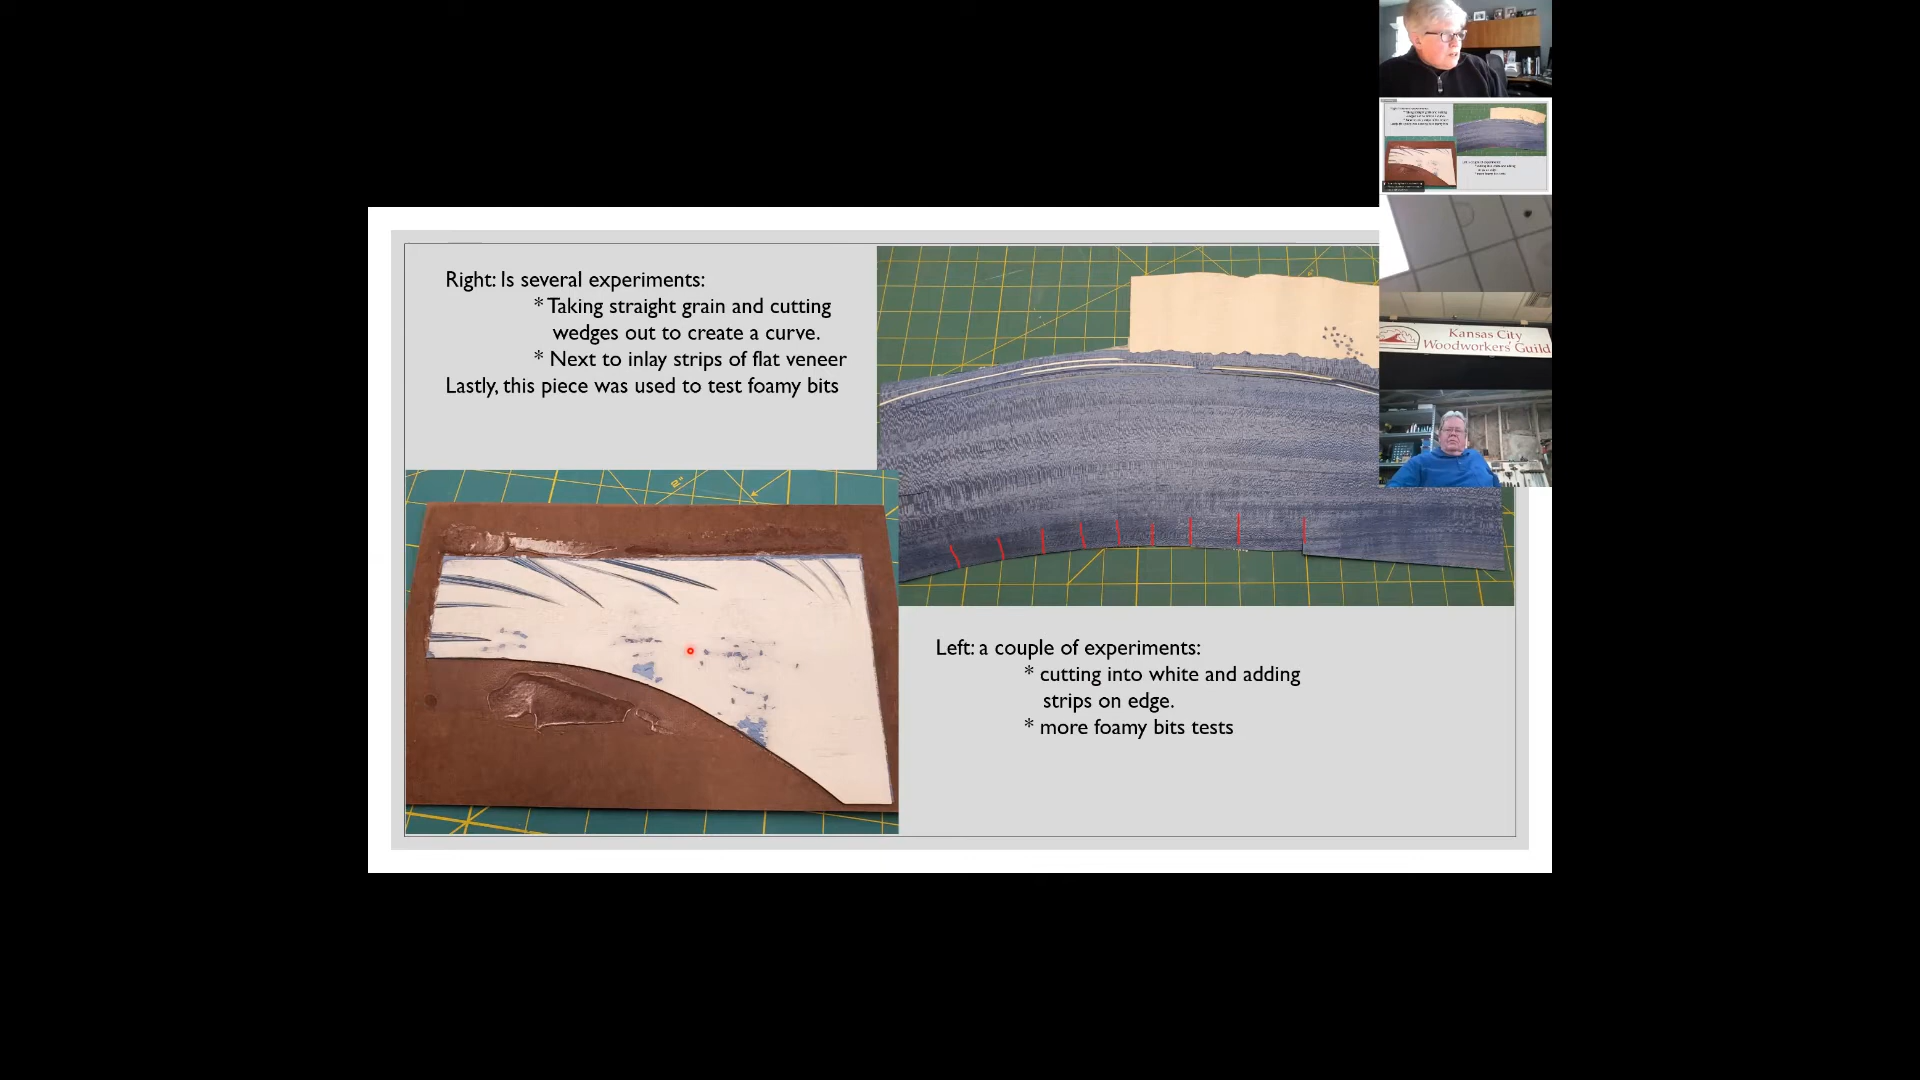 Right: Is several experiments:
* Taking straight grain and cutting
wedges out to create a curve.
* Next to inlay strips of flat veneer
Lastly, this piece was used to test foamy bits
Left: a couple of experiments:
* cutting into white and adding
strips on edge.
* more foamy bits tests
2"
Kansas City
Woodworkers' Guild